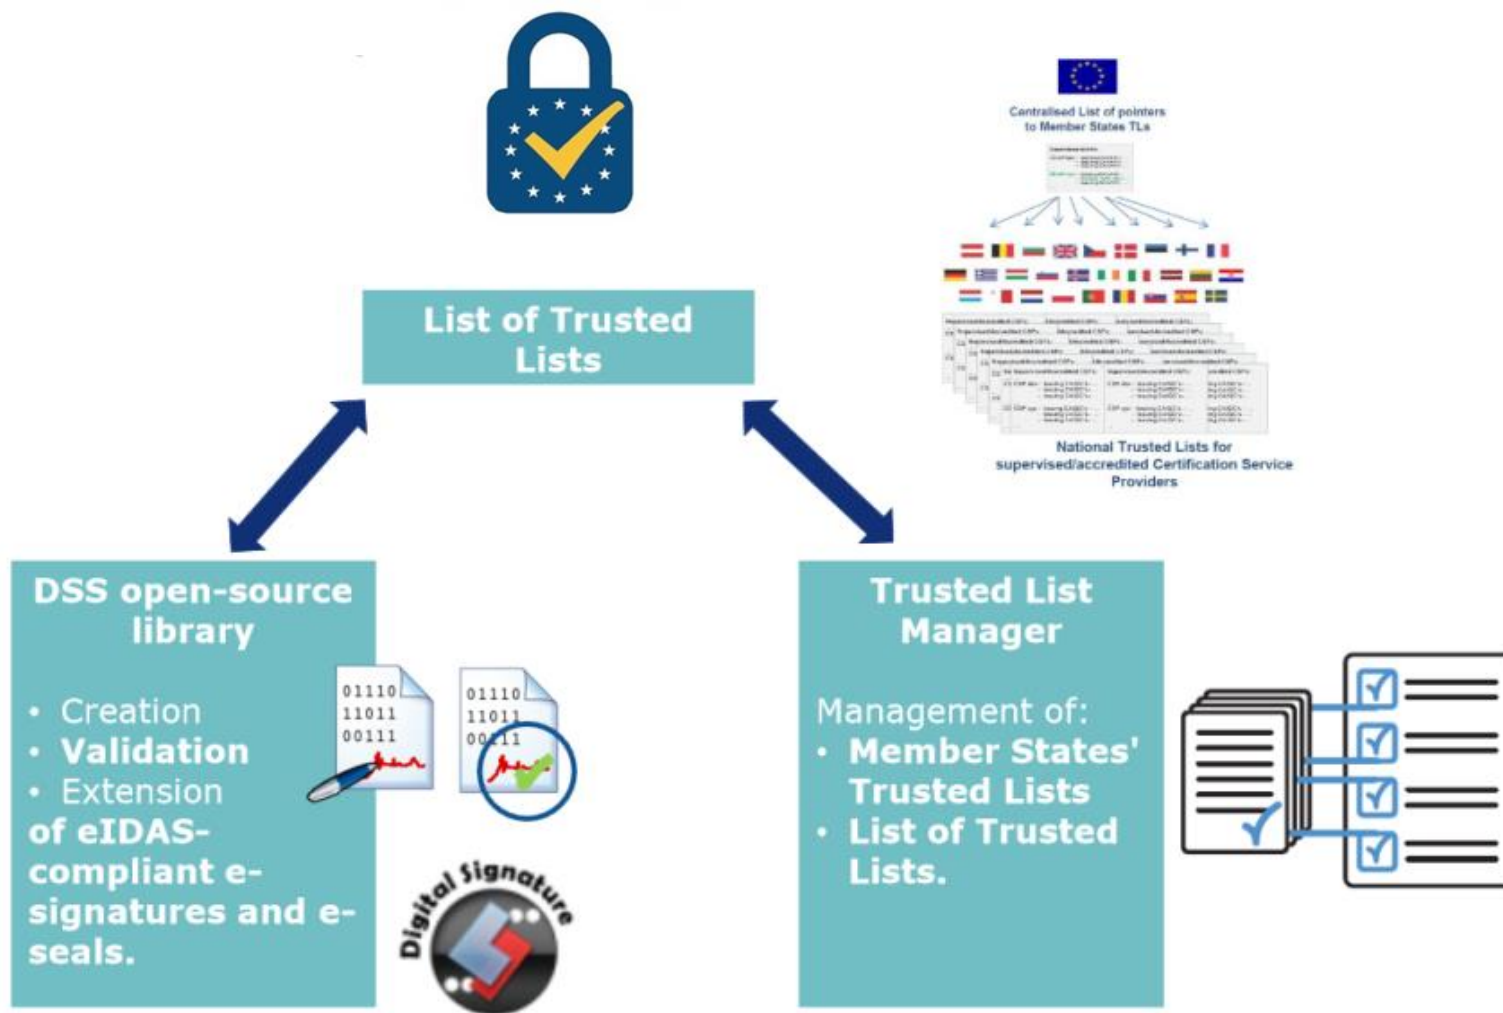 Centralised List of pointers
to Member States TLs
List of Trusted
Lists
National Trusted Lists for
supervised/accredited Certification Service
Providers
DSS open-source
library
• Creation
• Validation
• Extension
of eIDAS-
compliant e-
signatures and e-
seals.
01110
11011
00111
01110
11011
00111
Digital Signature
Trusted List
Manager
Management of:
• Member States'
Trusted Lists
• List of Trusted
Lists.